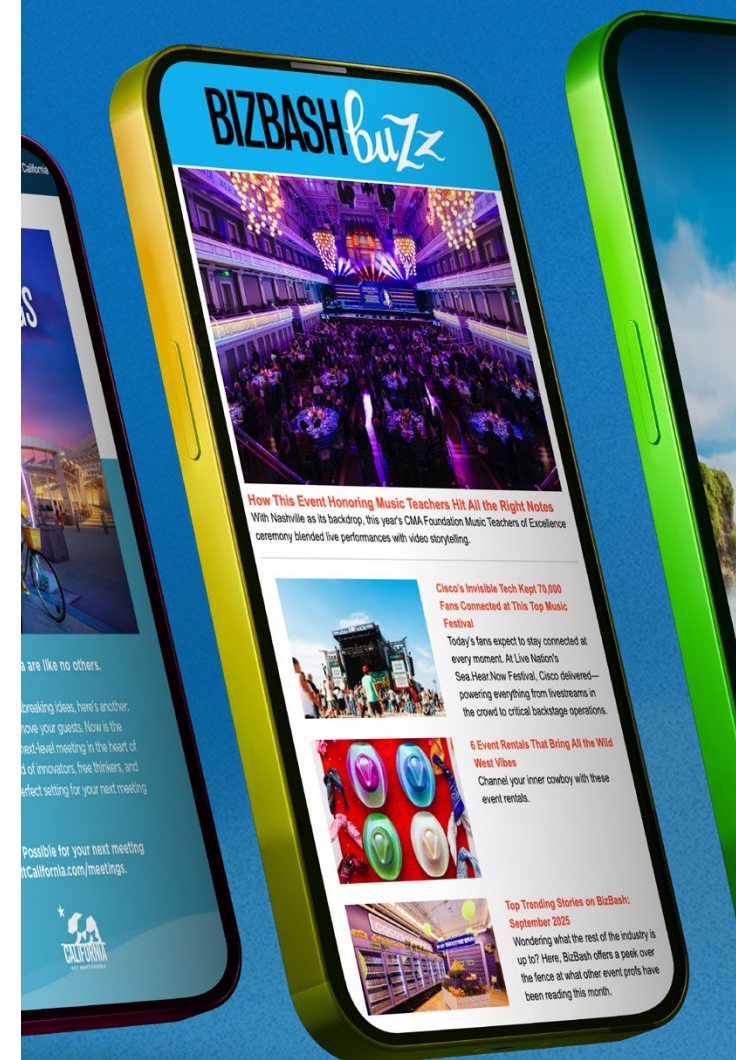 California
as
a are like no others.
breaking ideas, here's another.
move your guests. Now is the
next-level meeting in the heart of
d of innovators, free thinkers, and
erfect setting for your next meeting
Possible for your next meeting
itCalifornia.com/meetings.
CALIFORNIA
BIZBASH buzz
How This Event Honoring Music Teachers Hit All the Right Notes
With Nashville as its backdrop, this year's CMA Foundation Music Teachers of Excellence
ceremony blended live performances with video storytelling.
Cisco's Invisible Tech Kept 70,000
Fans Connected at This Top Music
Festival
Today's fans expect to stay connected at
every moment. At Live Nation's
Sea.Hear.Now Festival, Cisco delivered—
powering everything from livestreams in
the crowd to critical backstage operations.
6 Event Rentals That Bring All the Wild
West Vibes
Channel your inner cowboy with these
event rentals.
Top Trending Stories on BizBash:
September 2025
Wondering what the rest of the industry is
up to? Here, BizBash offers a peek over
the fence at what other event profs have
been reading this month.